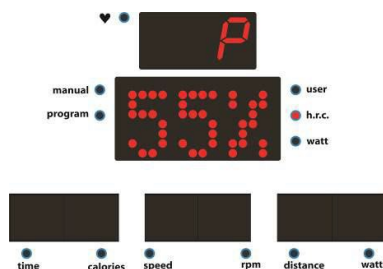 ♥ P
manual 55% user
program h.r.c.
watt
time calories speed rpm distance watt